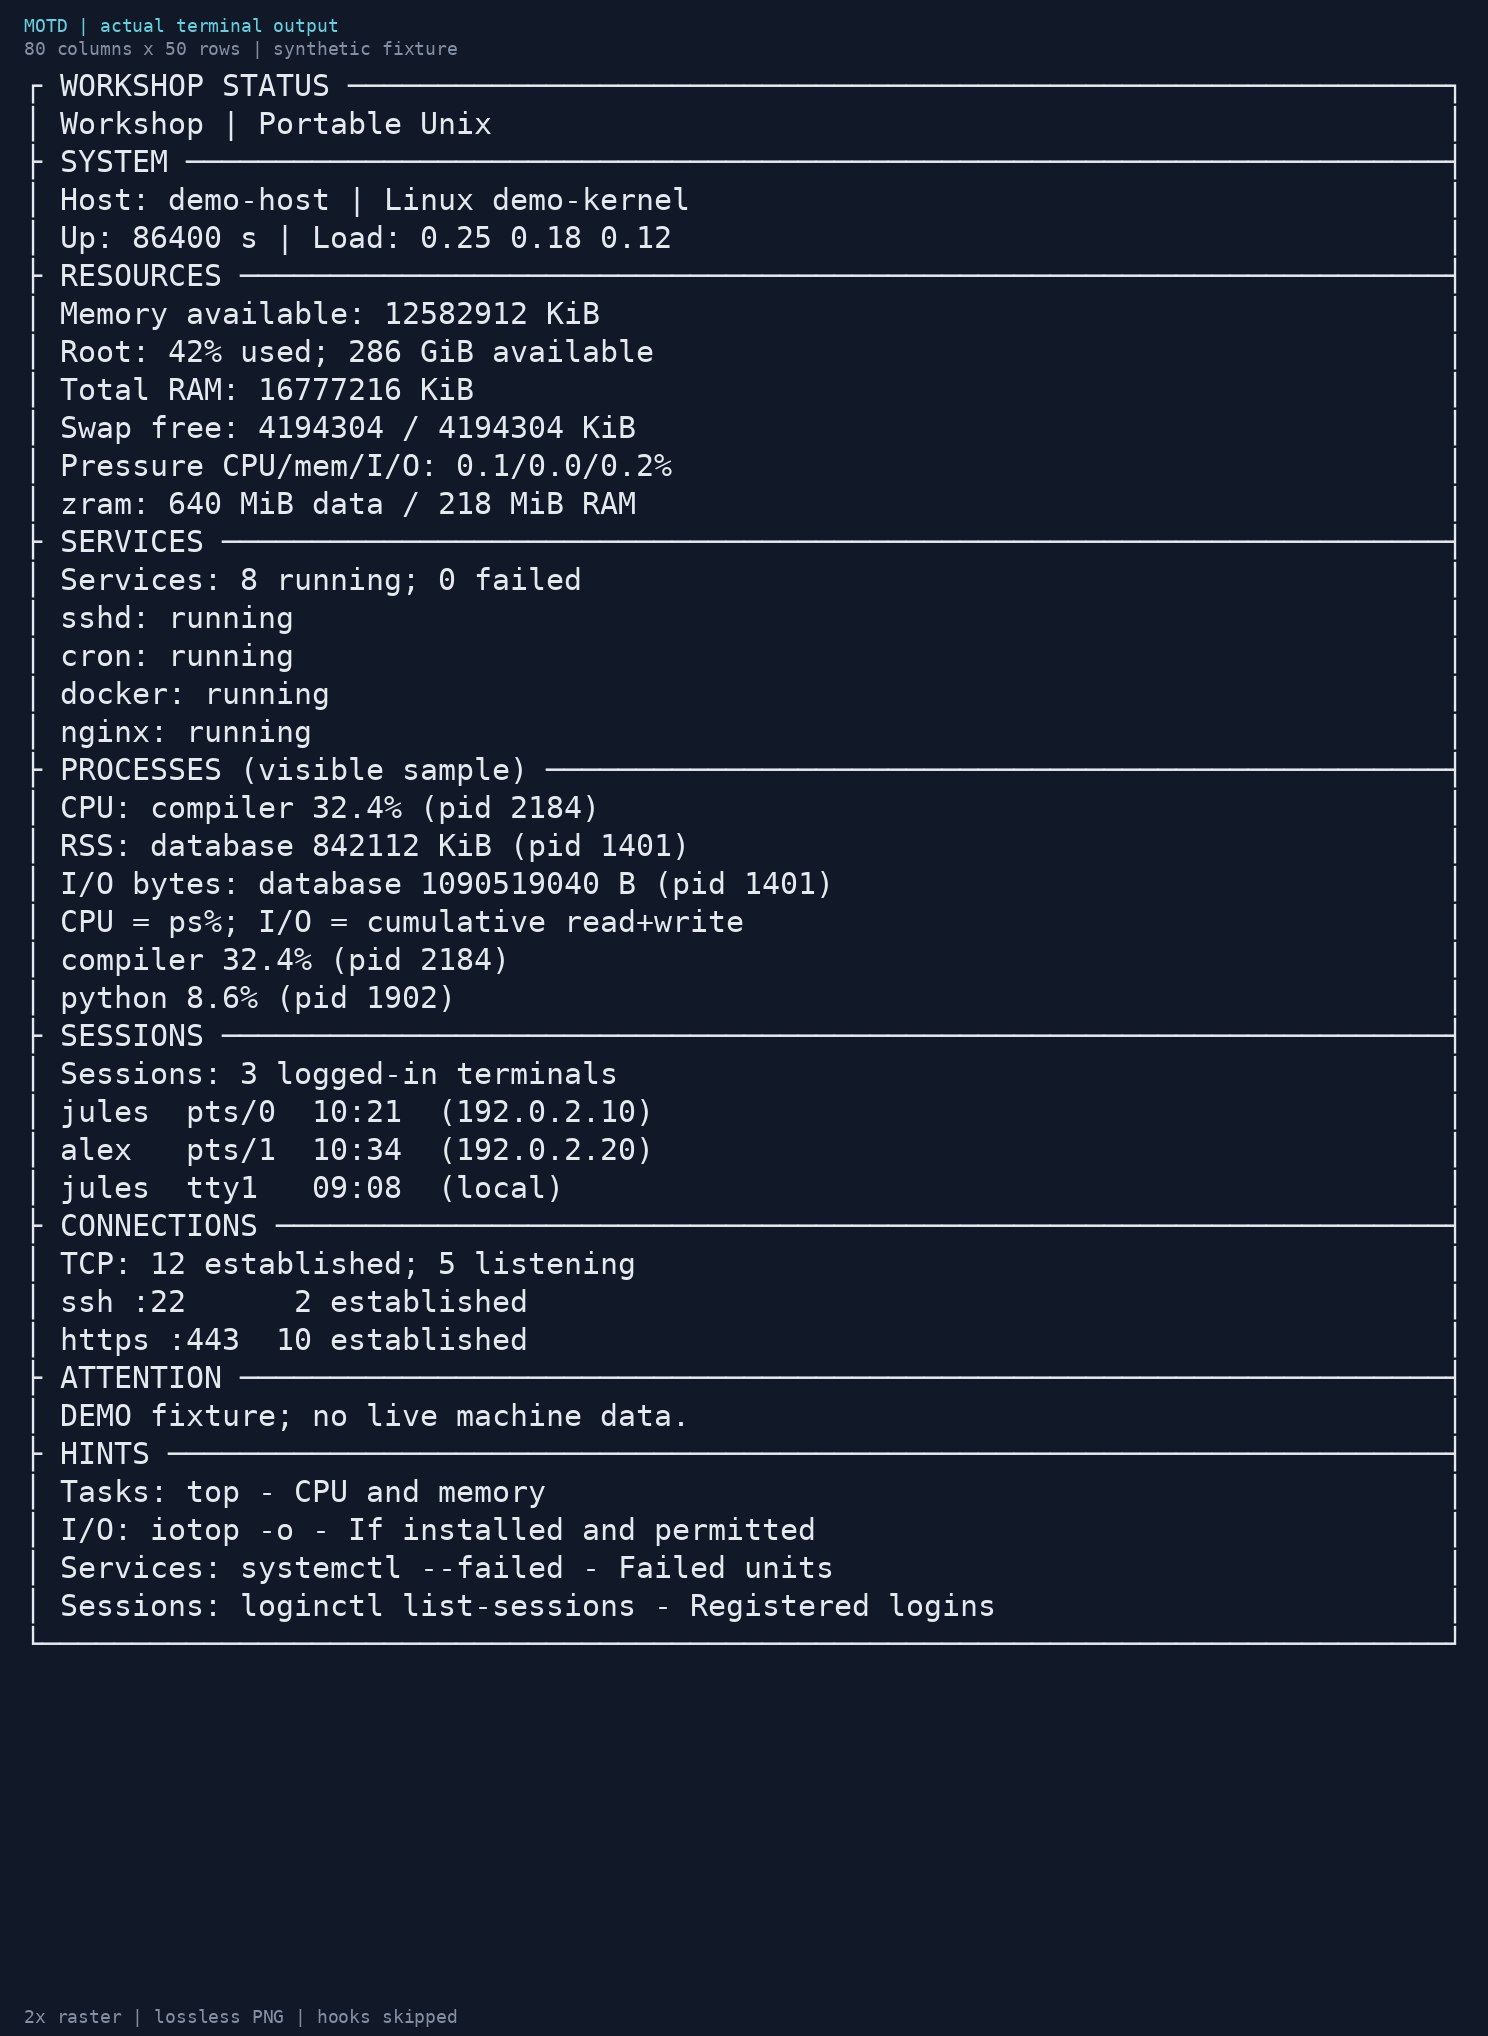 MOTD | actual terminal output
80 columns x 50 rows | synthetic fixture
WORKSHOP STATUS
Workshop | Portable Unix
SYSTEM
Host: demo-host | Linux demo-kernel
Up: 86400 s | Load: 0.25 0.18 0.12
RESOURCES
Memory available: 12582912 KiB
Root: 42% used; 286 GiB available
Total RAM: 16777216 KiB
Swap free: 4194304 / 4194304 KiB
Pressure CPU/mem/I/O: 0.1/0.0/0.2%
zram: 640 MiB data / 218 MiB RAM
SERVICES
Services: 8 running; 0 failed
sshd: running
cron: running
docker: running
nginx: running
PROCESSES (visible sample)
CPU: compiler 32.4% (pid 2184)
RSS: database 842112 KiB (pid 1401)
I/O bytes: database 1090519040 B (pid 1401)
CPU = ps%; I/O = cumulative read+write
compiler 32.4% (pid 2184)
python 8.6% (pid 1902)
SESSIONS
Sessions: 3 logged-in terminals
jules  pts/0  10:21  (192.0.2.10)
alex   pts/1  10:34  (192.0.2.20)
jules  tty1   09:08  (local)
CONNECTIONS
TCP: 12 established; 5 listening
ssh :22      2 established
https :443  10 established
ATTENTION
DEMO fixture; no live machine data.
HINTS
Tasks: top - CPU and memory
I/O: iotop -o - If installed and permitted
Services: systemctl --failed - Failed units
Sessions: loginctl list-sessions - Registered logins
2x raster | lossless PNG | hooks skipped